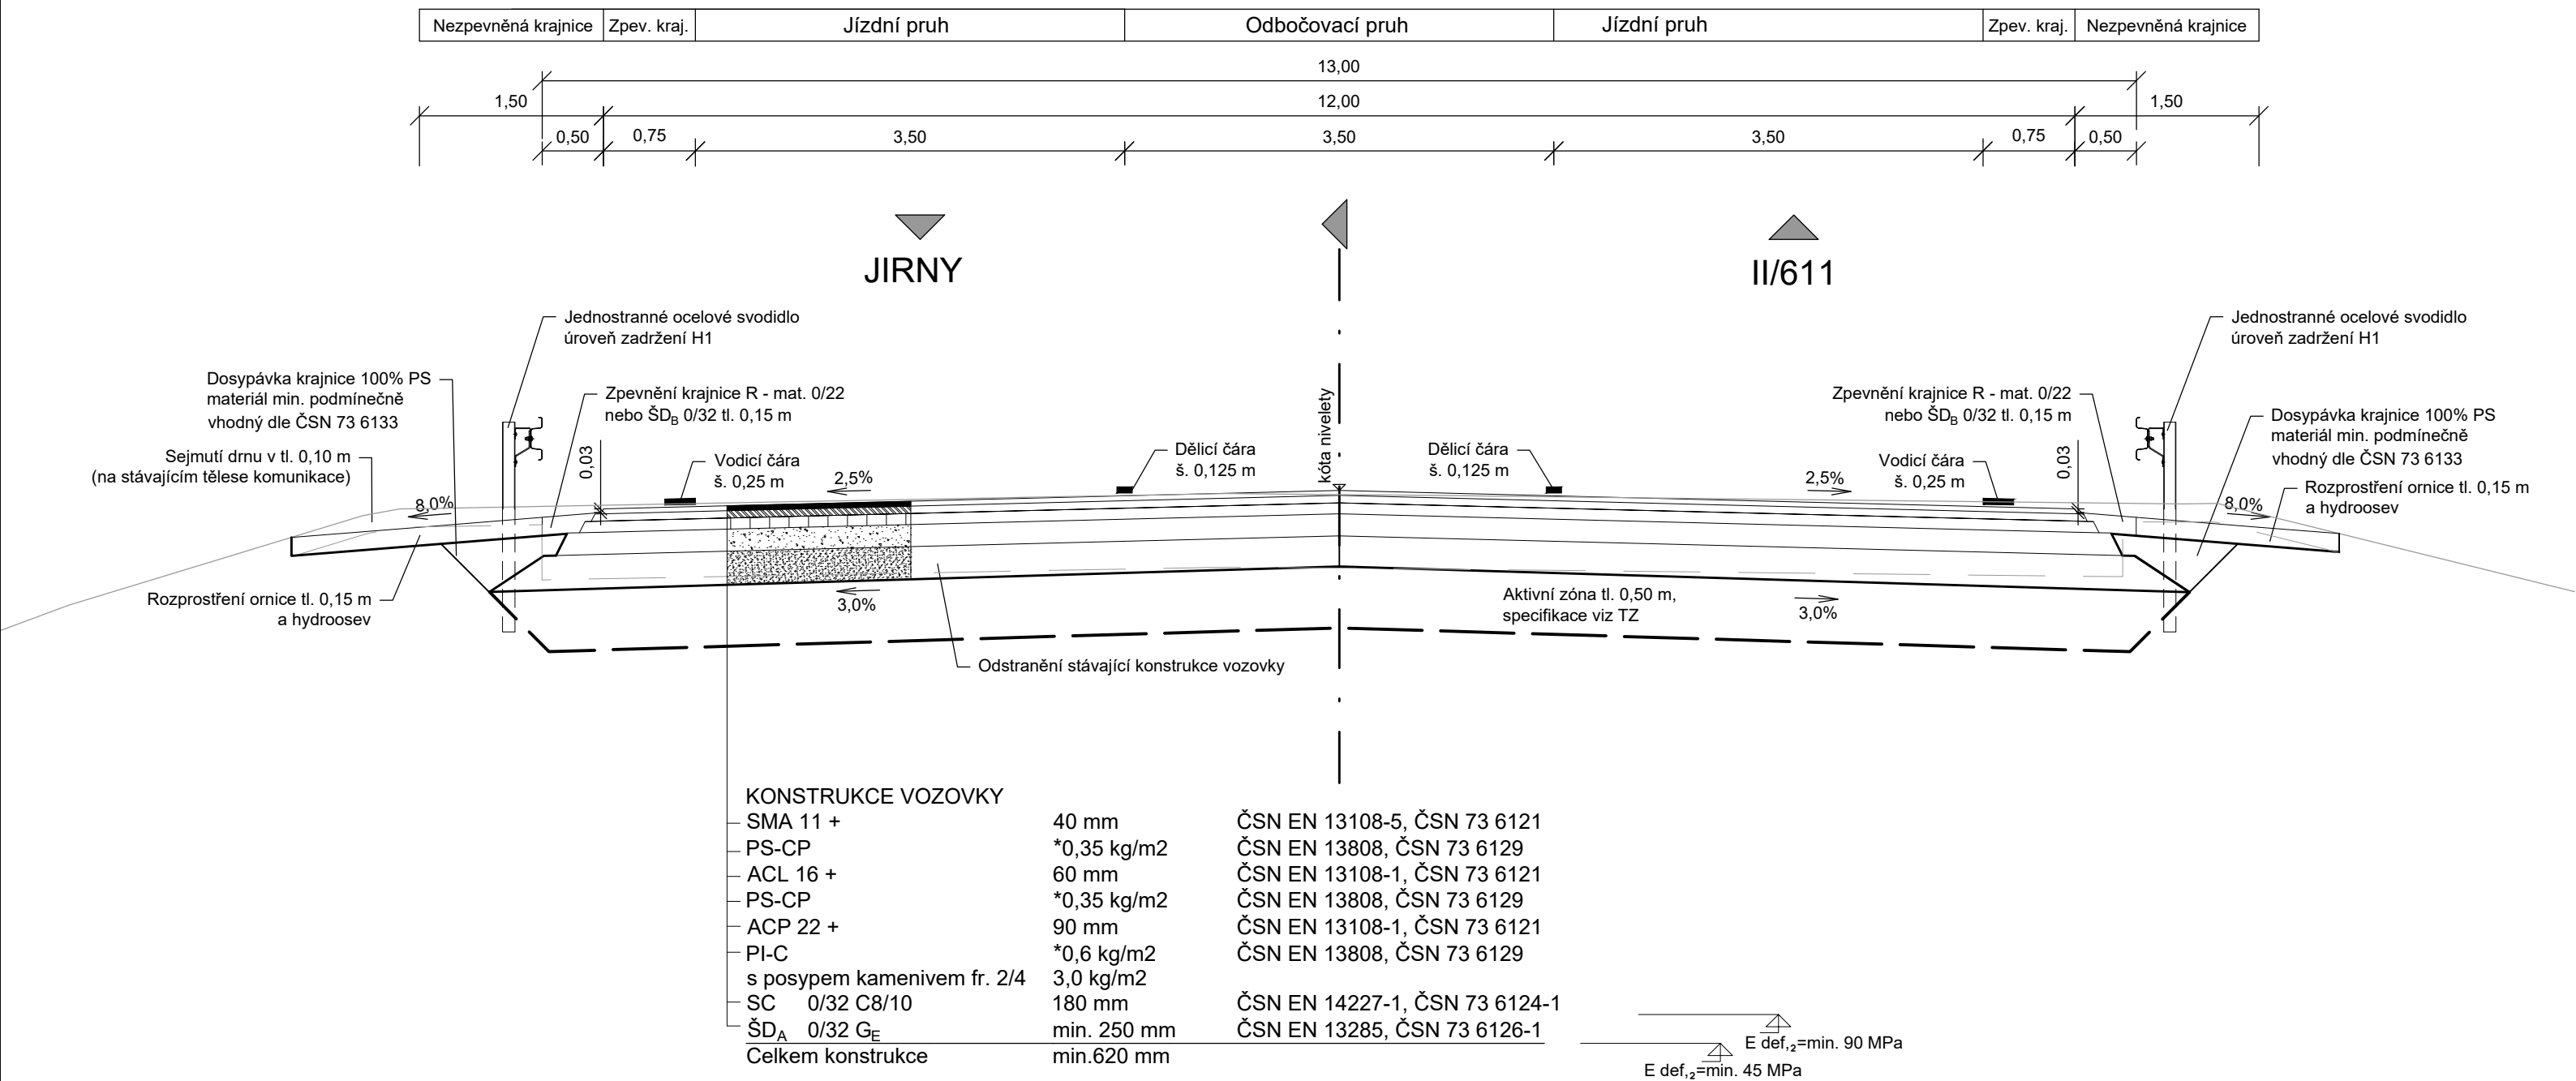 Nezpevněná krajnice Zpev. kraj. Jízdní pruh Odbočovací pruh Jízdní pruh Zpev. kraj. Nezpevněná krajnice
13,00
1,50 12,00 1,50
0,50 0,75 3,50 3,50 3,50 0,75 0,50
JIRNY II/611
Jednostranné ocelové svodidlo
úroveň zadržení H1
Jednostranné ocelové svodidlo
úroveň zadržení H1
Dosypávka krajnice 100% PS
materiál min. podmínečně
vhodný dle ČSN 73 6133
Zpevnění krajnice R - mat. 0/22
nebo ŠDB 0/32 tl. 0,15 m
kóta nivelety
Zpevnění krajnice R - mat. 0/22
nebo ŠDB 0/32 tl. 0,15 m
Dosypávka krajnice 100% PS
materiál min. podmínečně
vhodný dle ČSN 73 6133
Sejmutí drnu v tl. 0,10 m
(na stávajícím tělese komunikace)
0,03
Vodicí čára
š. 0,25 m
2,5%
Dělicí čára
š. 0,125 m
Dělicí čára
š. 0,125 m
2,5%
Vodicí čára
š. 0,25 m
0,03
Rozprostření ornice tl. 0,15 m
a hydroosev
8,0%
8,0%
Rozprostření ornice tl. 0,15 m
a hydroosev
3,0%
Aktivní zóna tl. 0,50 m,
specifikace viz TZ
3,0%
Odstranění stávající konstrukce vozovky
KONSTRUKCE VOZOVKY
SMA 11 + 40 mm ČSN EN 13108-5, ČSN 73 6121
PS-CP *0,35 kg/m2 ČSN EN 13808, ČSN 73 6129
ACL 16 + 60 mm ČSN EN 13108-1, ČSN 73 6121
PS-CP *0,35 kg/m2 ČSN EN 13808, ČSN 73 6129
ACP 22 + 90 mm ČSN EN 13108-1, ČSN 73 6121
PI-C *0,6 kg/m2 ČSN EN 13808, ČSN 73 6129
s posypem kamenivem fr. 2/4 3,0 kg/m2
SC 0/32 C8/10 180 mm ČSN EN 14227-1, ČSN 73 6124-1
ŠDA 0/32 GE min. 250 mm ČSN EN 13285, ČSN 73 6126-1
Celkem konstrukce min.620 mm
E def,₂=min. 90 MPa
E def,₂=min. 45 MPa